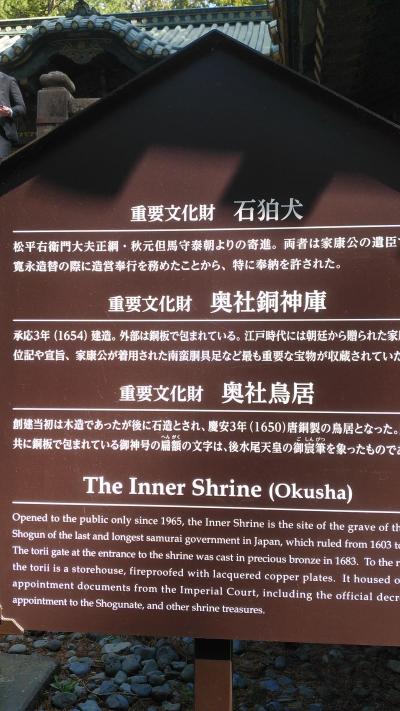 重要文化財 石狛犬
松平右衛門大夫正綱・秋元但馬守泰朝よりの寄進。両者は家康公の遺臣
寛永造替の際に造営奉行を務めたことから、特に奉納を許された。
重要文化財 奥社銅神庫
承応3年(1654)建造。外部は銅板で包まれている。江戸時代には朝廷から贈られた家
位記や宣旨、家康公が着用された南蛮胴具足など最も重要な宝物が収蔵されていた
重要文化財 奥社鳥居
創建当初は木造であったが後に石造とされ、慶安3年(1650)唐銅製の鳥居となった。
共に銅板で包まれている御神号の扁額の文字は、後水尾天皇の御宸筆を象ったものであ
The Inner Shrine (Okusha)
Opened to the public only since 1965, the Inner Shrine is the site of the grave of th
Shogun of the last and longest samurai government in Japan, which ruled from 1603 to
The torii gate at the entrance to the shrine was cast in precious bronze in 1683. To the r
the torii is a storehouse, fireproofed with lacquered copper plates. It housed o
appointment documents from the Imperial Court, including the official decr
appointment to the Shogunate, and other shrine treasures.